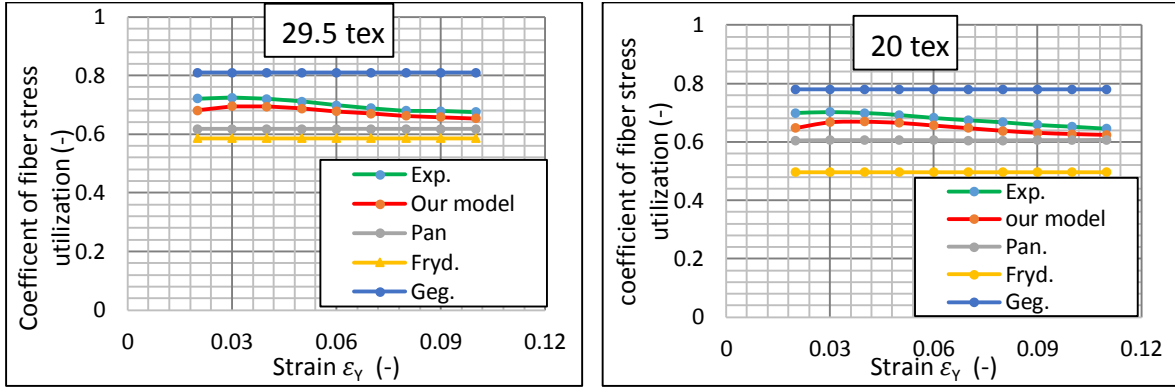 29.5 tex
Coefficent of fiber stress
utilization (-)
1
0.8
0.6
0.4
0.2
0
Exp.
Our model
Pan
Fryd.
Geg.
0 0.03 0.06 0.09 0.12
Strain εY (-)
20 tex
coefficient of fiber stress
utilization (-)
1
0.8
0.6
0.4
0.2
0
Exp.
our model
Pan.
Fryd.
Geg.
0 0.03 0.06 0.09 0.12
Strain εY (-)